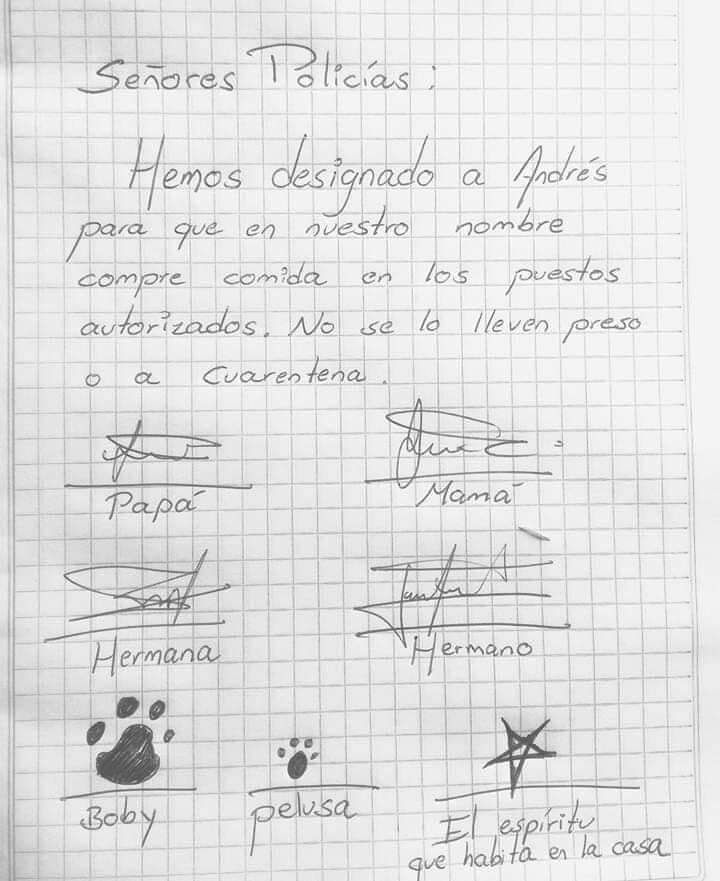 Señores Policías:
Hemos designado a Andrés
para que en nuestro nombre
compre comida en los puestos
autorizados. No se lo lleven preso
o a cuarentena.
Papá
Mamá
Hermana
Hermano
Boby
pelusa
El espíritu
que habita en la casa